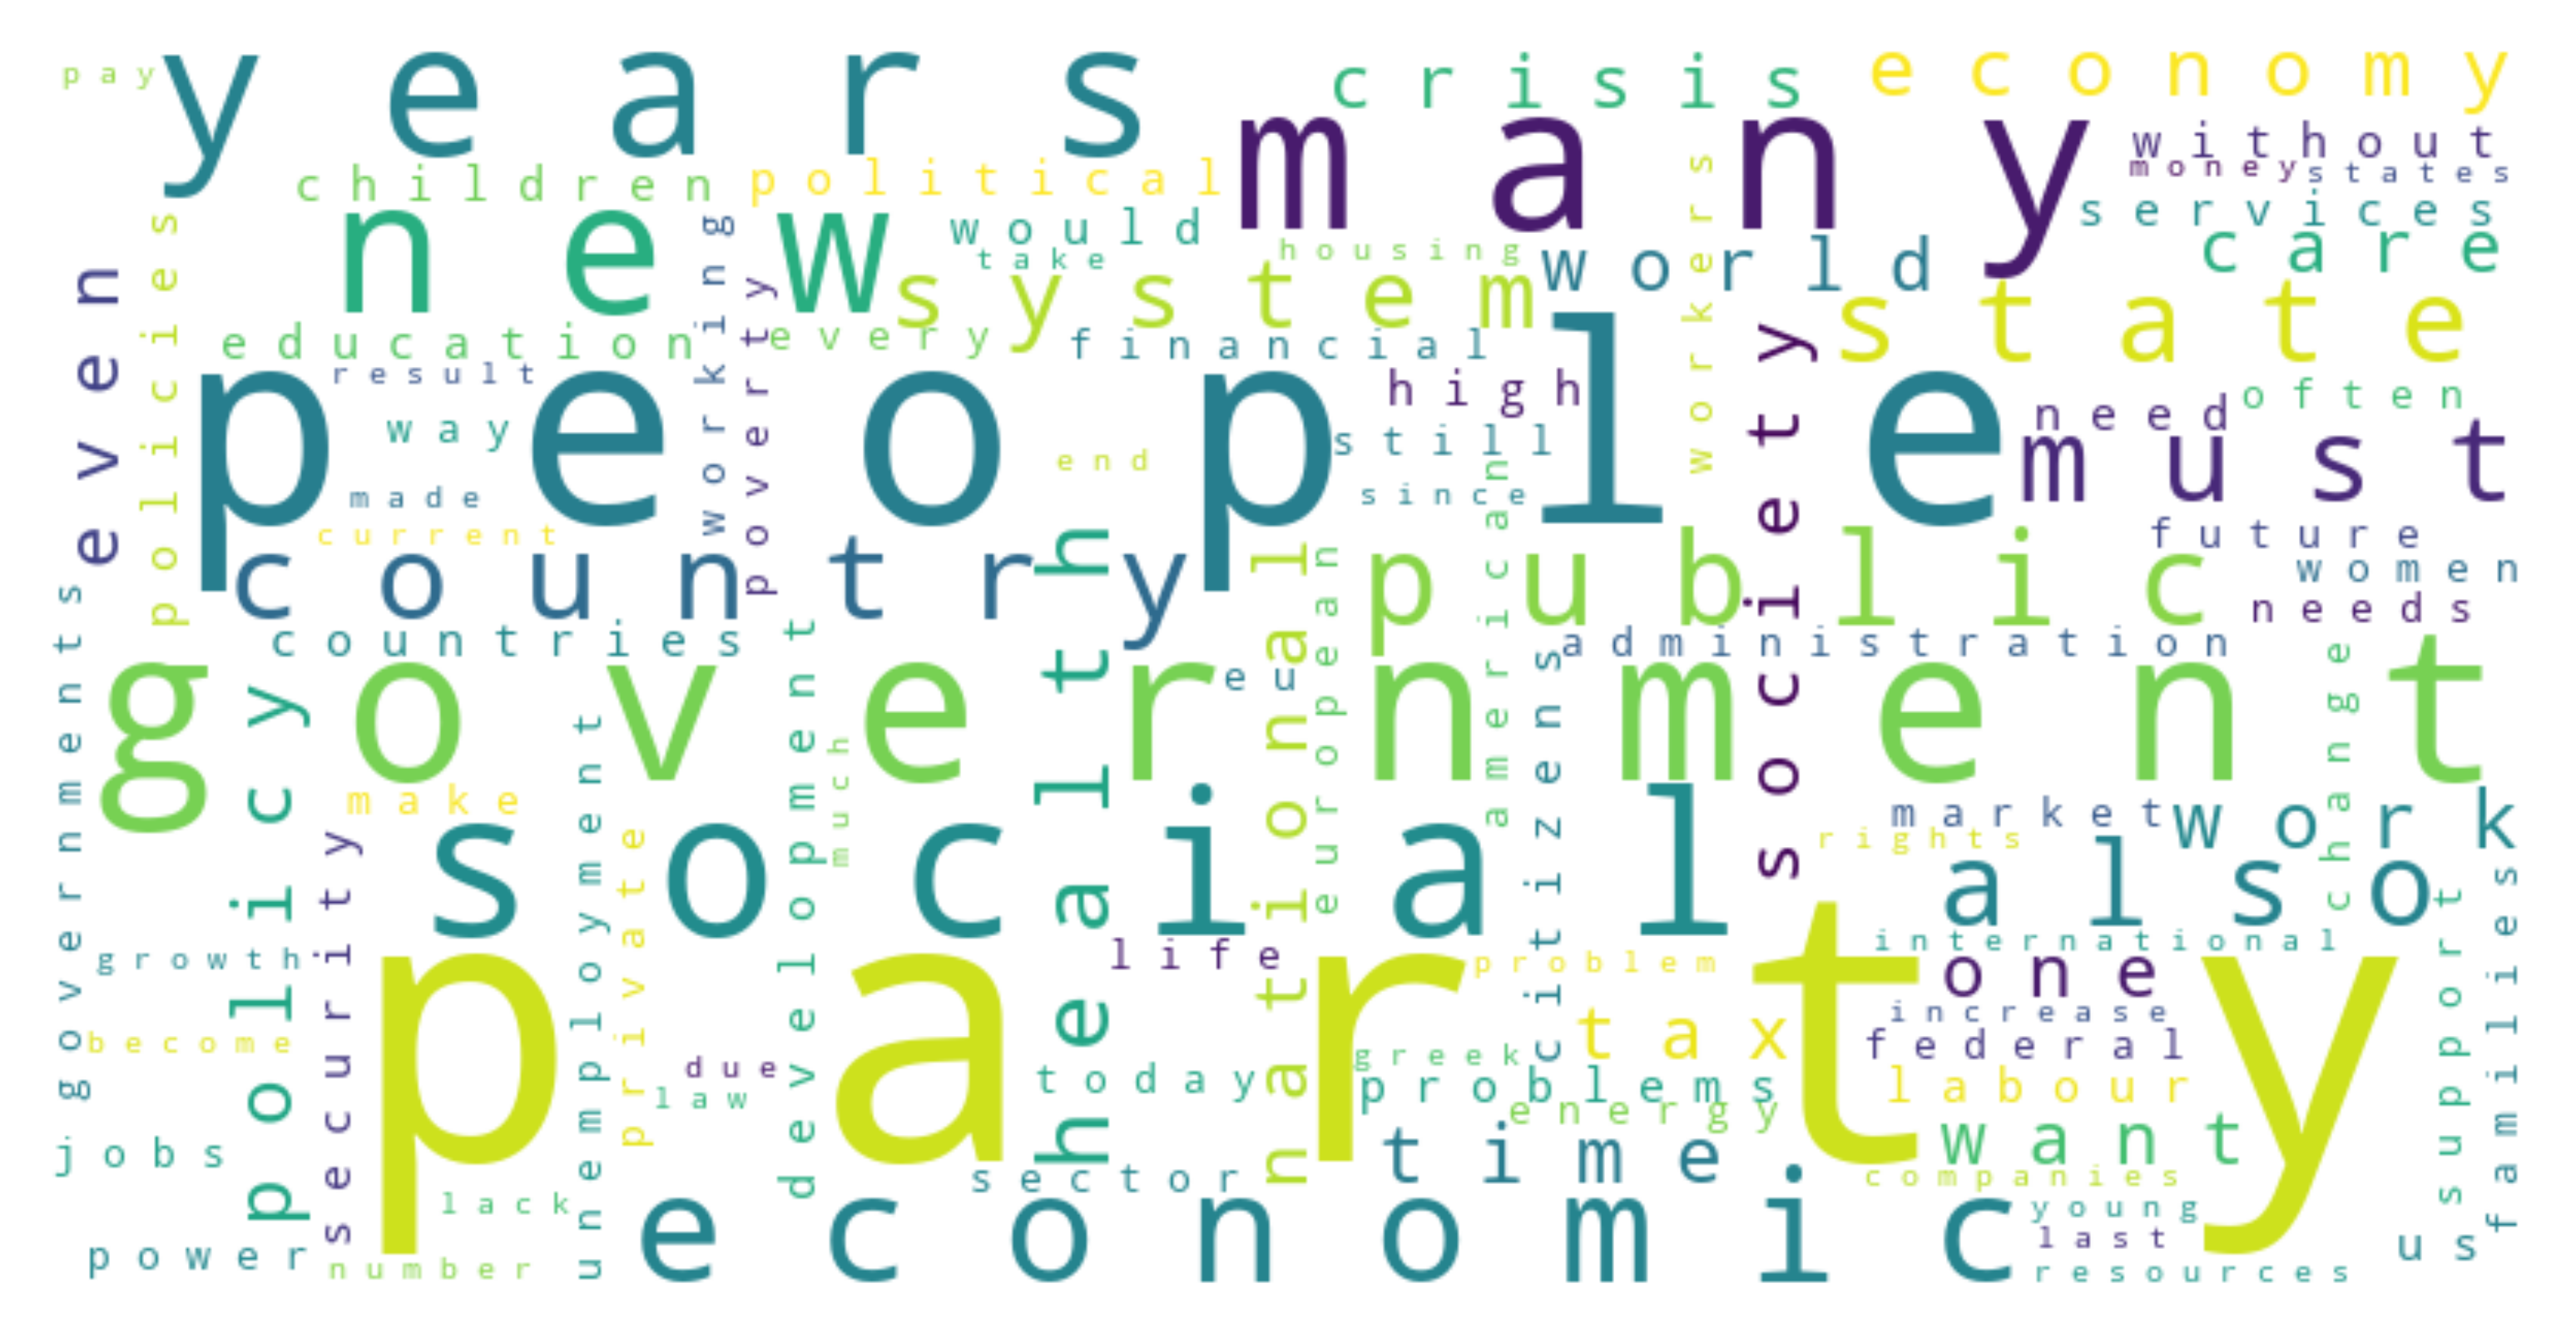 pay
years
crisis
economy
many
without
money
states
children
political
services
new
would
take
housing
world
care
system
workers
state
policies
even
working
poverty
education
every
financial
result
people
high
society
often
need
way
still
must
end
made
since
current
country
health
public
future
women
needs
countries
administration
governments
government
eu
national
european
american
citizens
change
policy
development
much
unemployment
make
social
market
work
rights
also
security
private
growth
life
international
problem
one
party
increase
become
tax
federal
due
greek
law
today
problems
labour
energy
want
support
families
jobs
time
sector
companies
lack
economic
young
last
us
power
number
resources